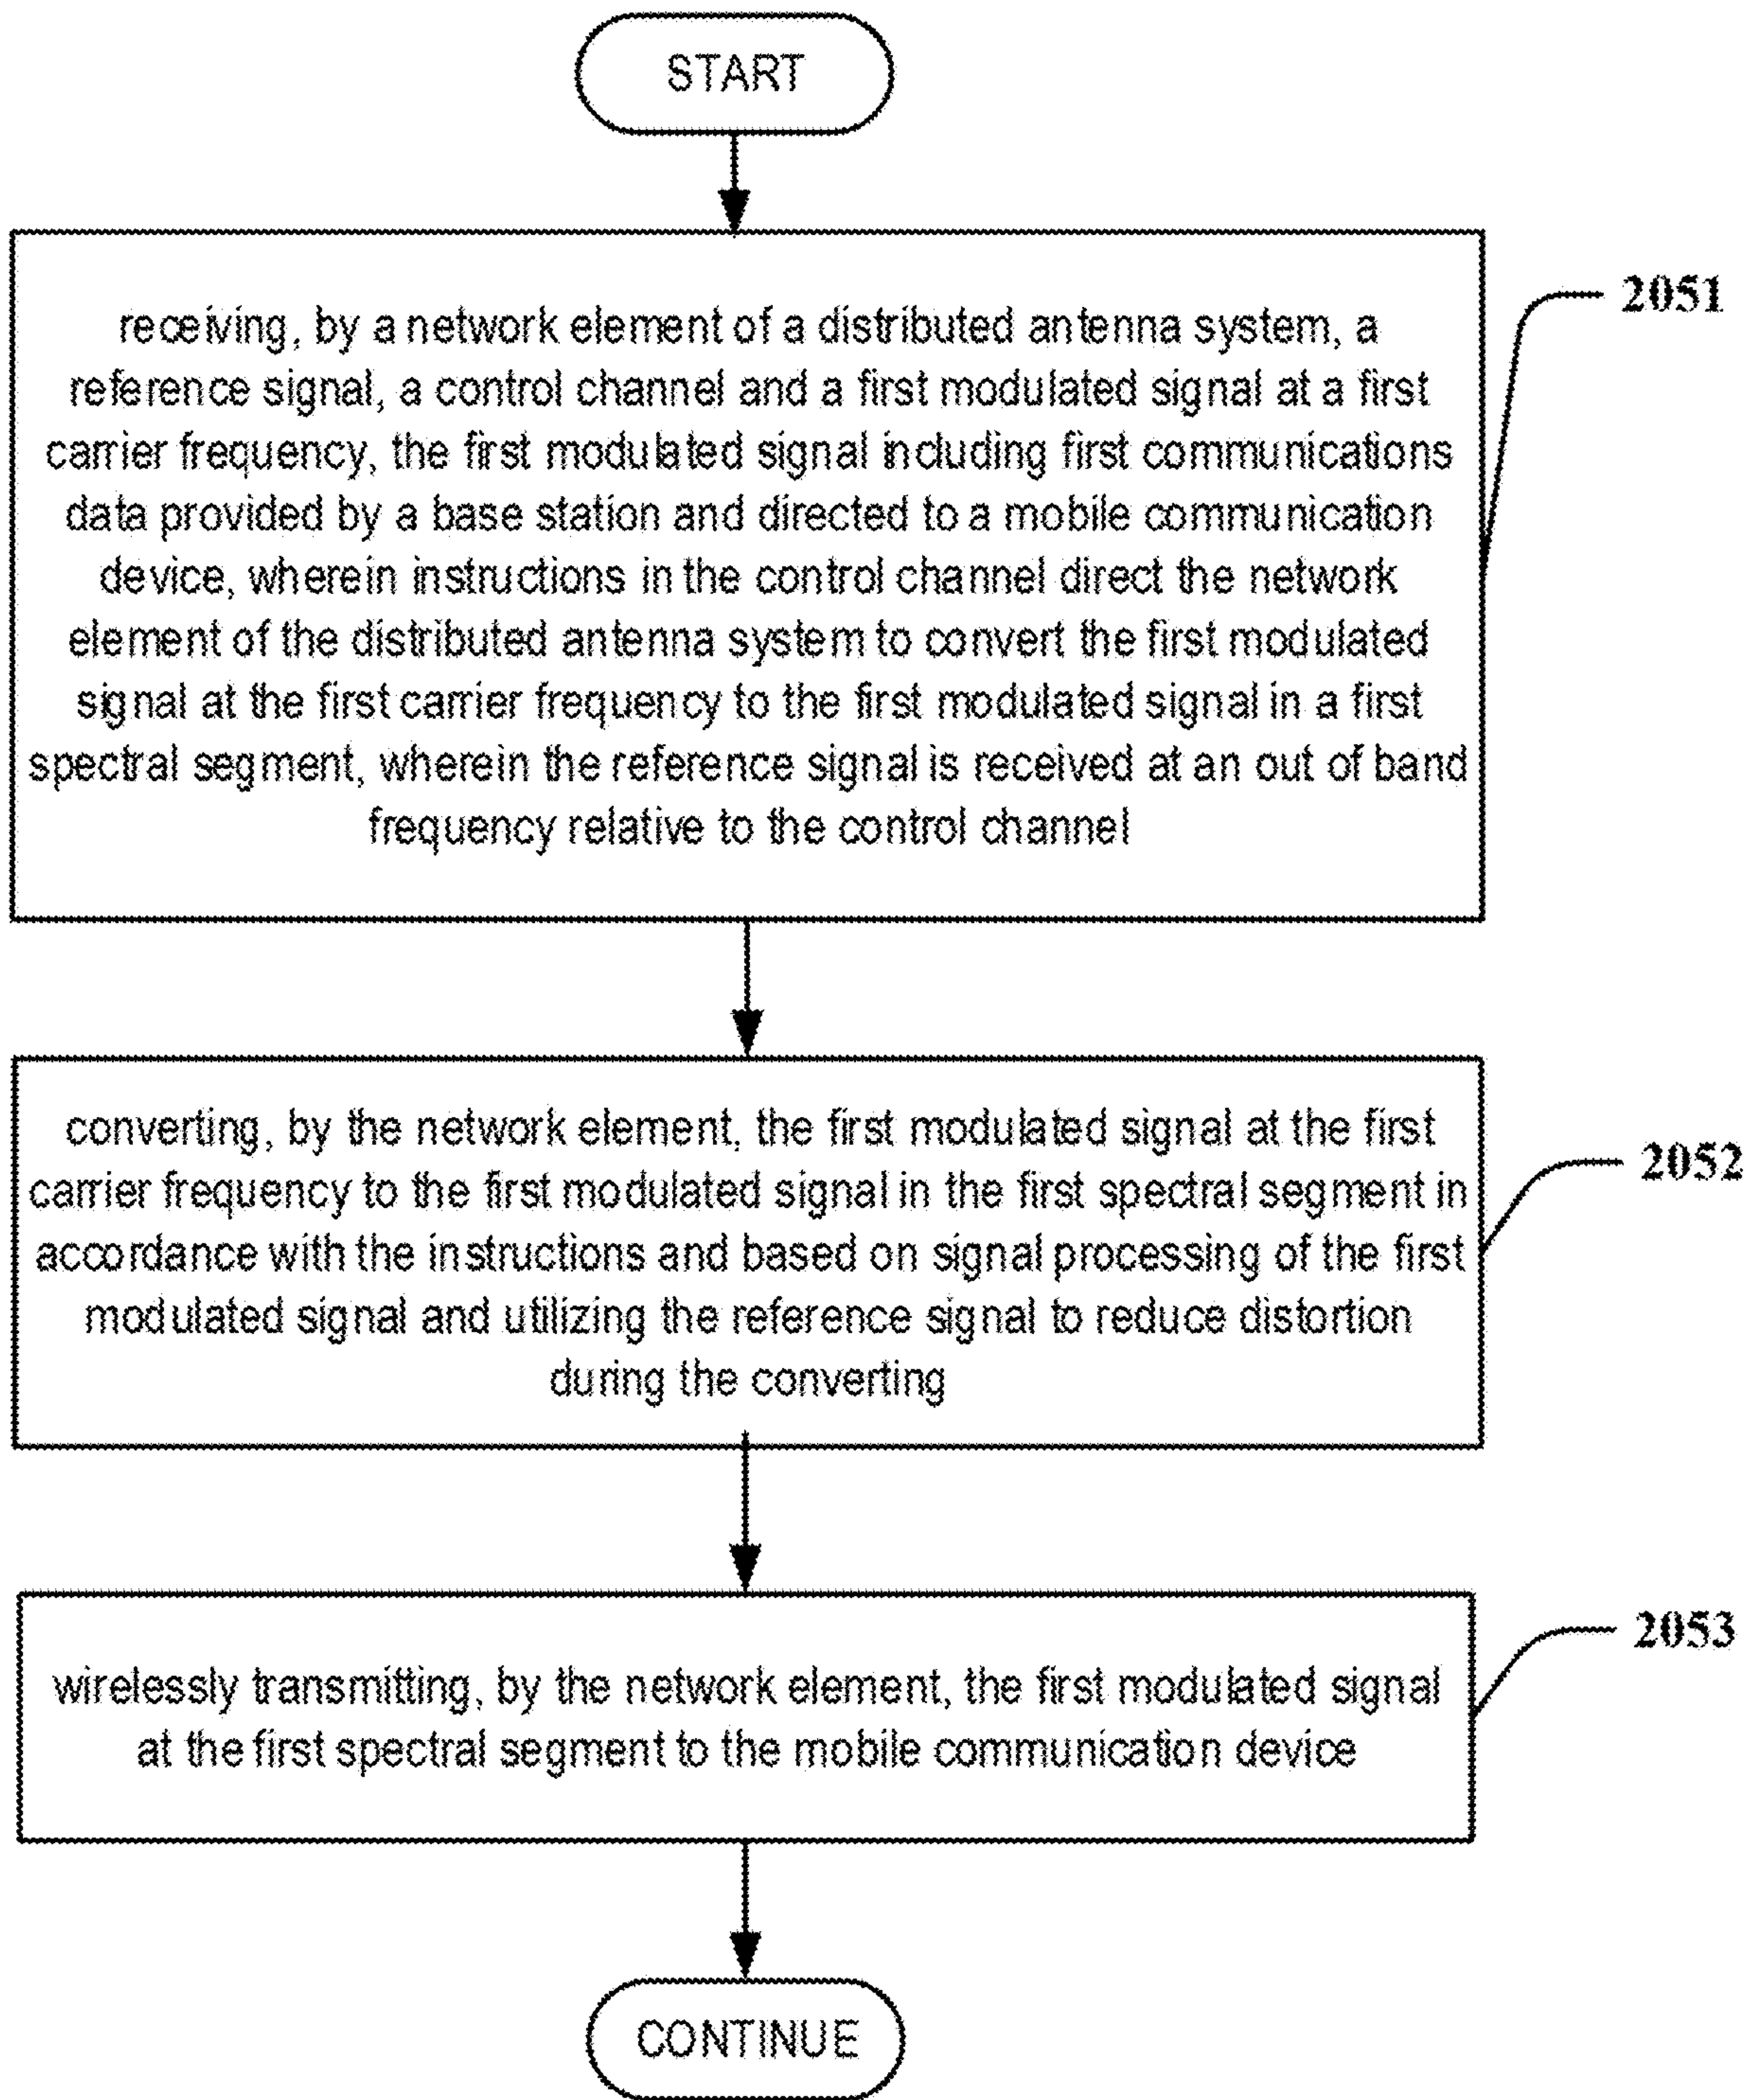 START
2051
receiving, by a network element of a distributed antenna system, a
reference signal, a control channel and a first modulated signal at a first
carrier frequency, the first modulated signal including first communications
data provided by a base station and directed to a mobile communication
device, wherein instructions in the control channel direct the network
element of the distributed antenna system to convert the first modulated
signal at the first carrier frequency to the first modulated signal in a first
spectral segment, wherein the reference signal is received at an out of band
frequency relative to the control channel
2052
converting, by the network element, the first modulated signal at the first
carrier frequency to the first modulated signal in the first spectral segment in
accordance with the instructions and based on signal processing of the first
modulated signal and utilizing the reference signal to reduce distortion
during the converting
2053
wirelessly transmitting, by the network element, the first modulated signal
at the first spectral segment to the mobile communication device
CONTINUE